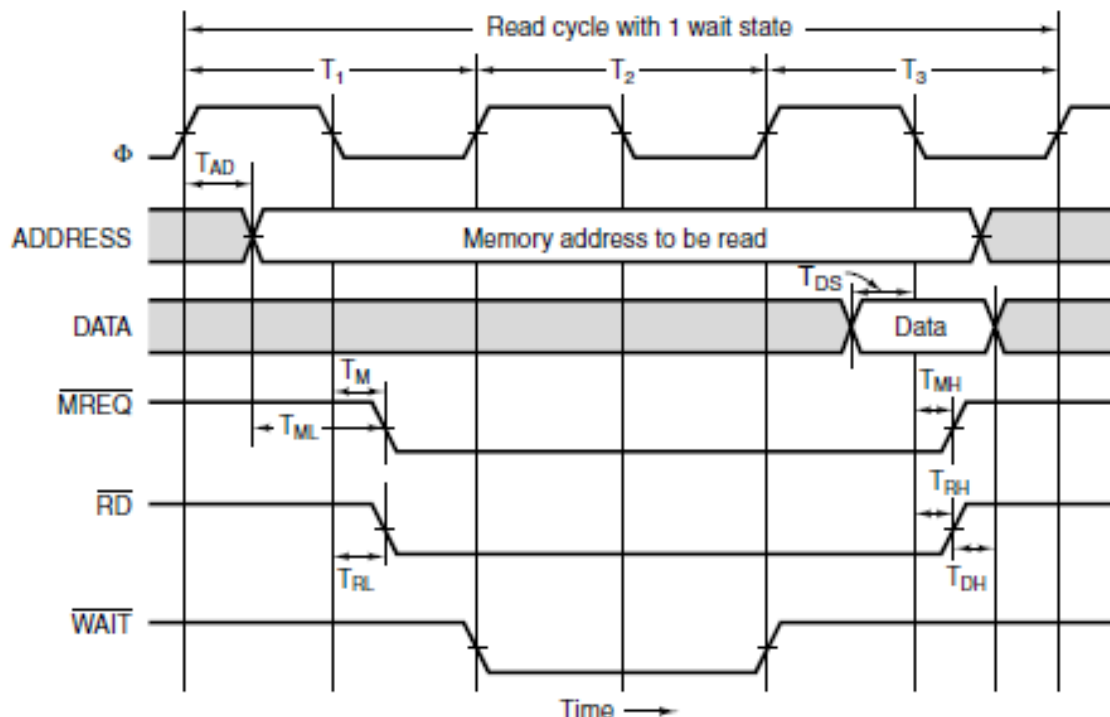 Read cycle with 1 wait state
T1 T2 T3
Φ
TAD
ADDRESS Memory address to be read
TDS
DATA Data
TM TMH
MREQ
TML
TRH
RD
TRL TDH
WAIT
Time